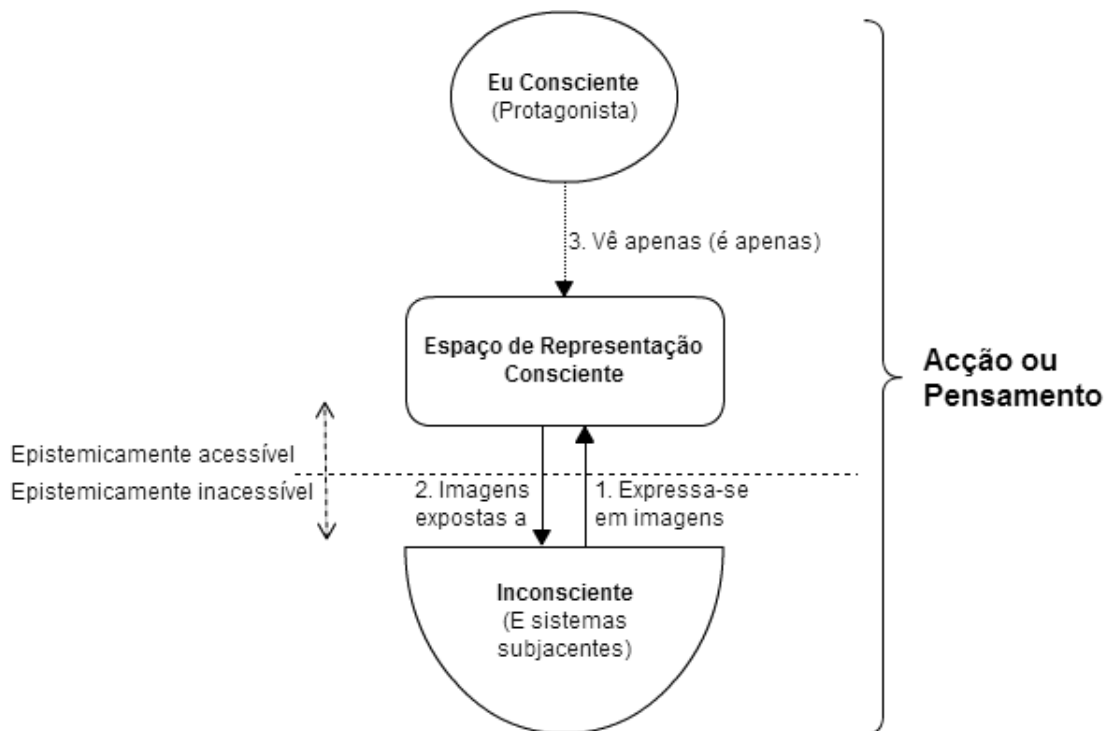 Eu Consciente
(Protagonista)
3. Vê apenas (é apenas)
Espaço de Representação
Consciente
Acção ou
Pensamento
Epistemicamente acessível
Epistemicamente inacessível
2. Imagens
expostas a
1. Expressa-se
em imagens
Inconsciente
(E sistemas
subjacentes)